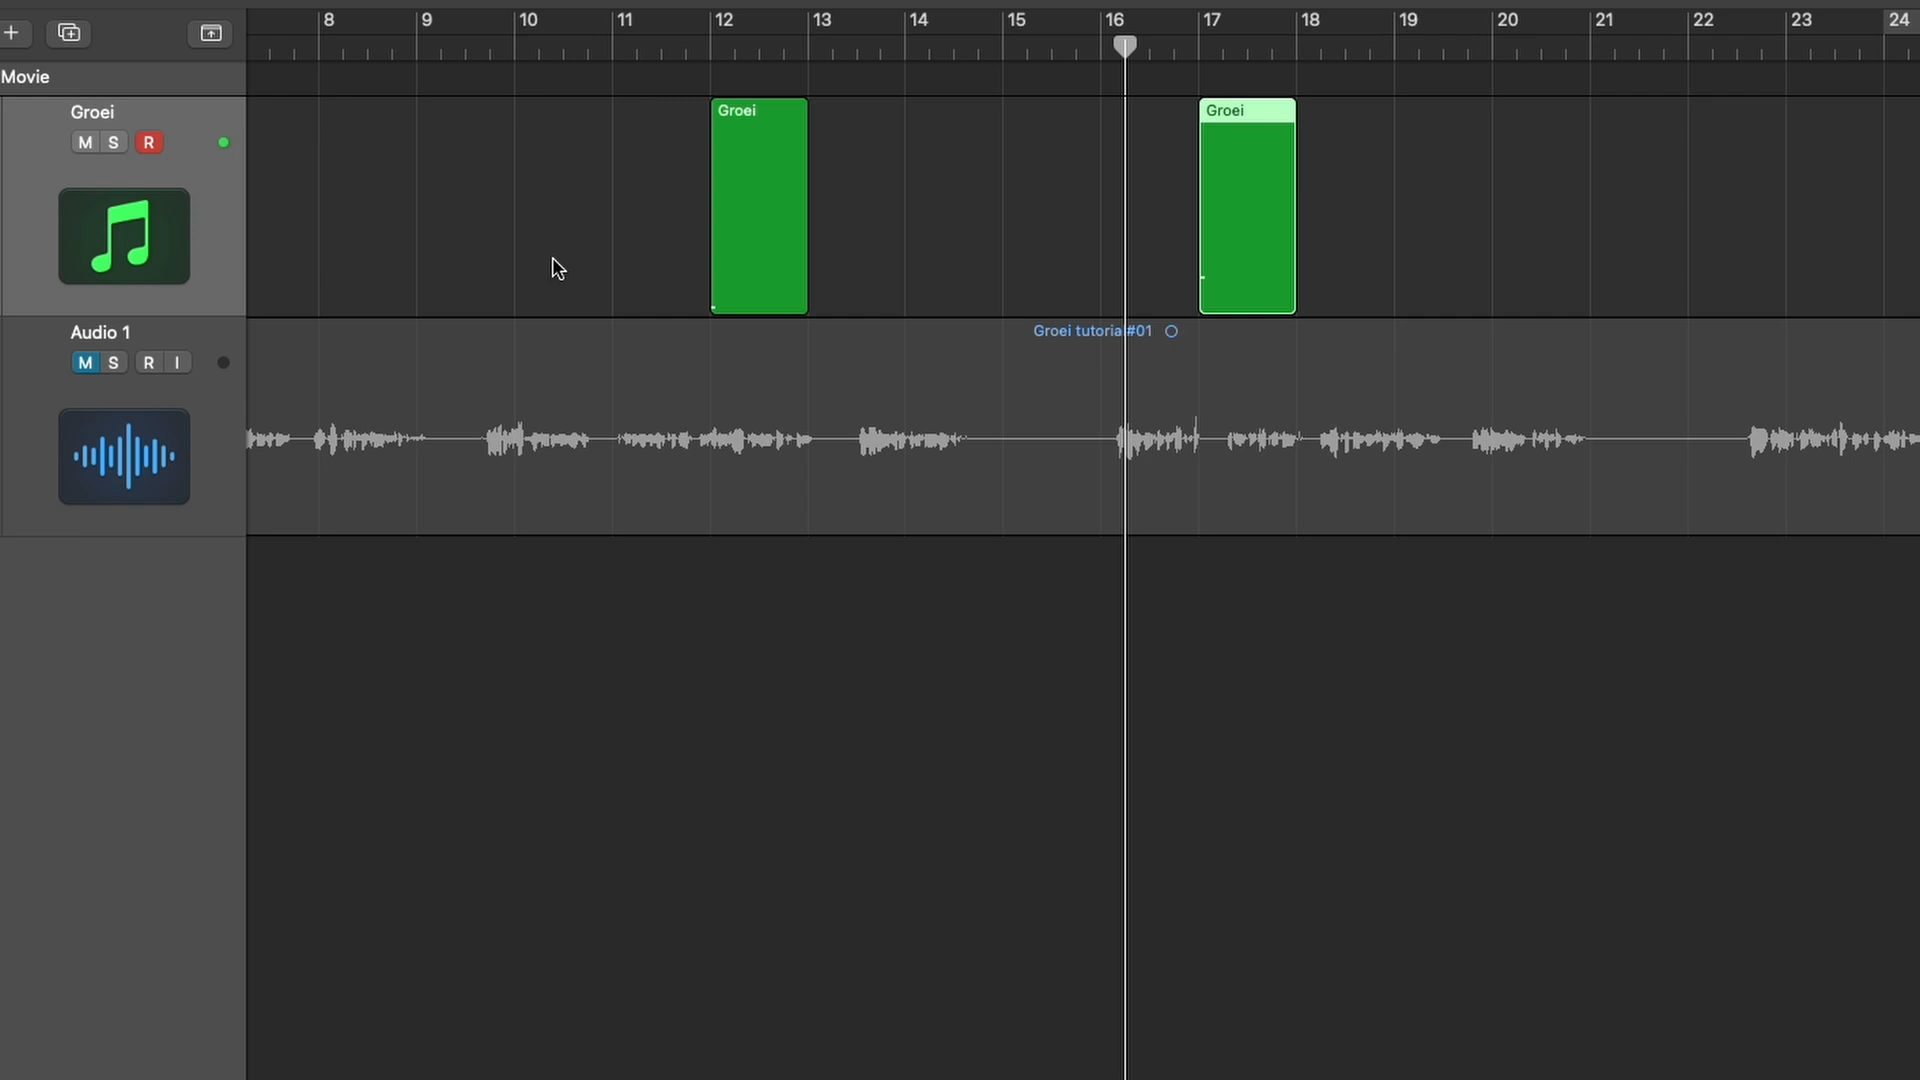 8 9 10 11 12 13 14 15 16 17 18 19 20 21 22 23 24
Movie
Groei
M S R
Groei
Groei
Audio 1
M S R I
Groei tutorial #01